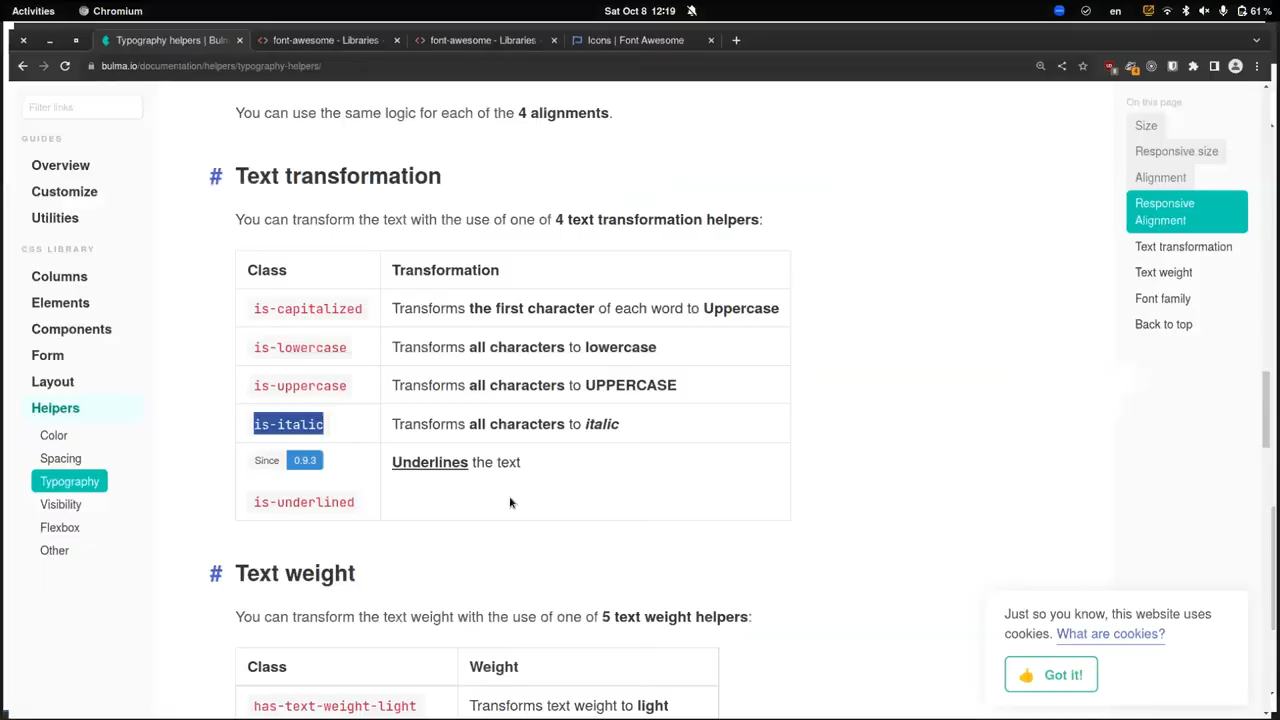 Activities Chromium Sat Oct 8 12:19 en 61 %
Typography helpers | Buln font-awesome - Libraries font-awesome - Libraries Icons | Font Awesome
bulma.io/documentation/helpers/typography-helpers/
Filter links
GUIDES
Overview
Customize
Utilities
CSS LIBRARY
Columns
Elements
Components
Form
Layout
Helpers
Color
Spacing
Typography
Visibility
Flexbox
Other
You can use the same logic for each of the 4 alignments.
# Text transformation
You can transform the text with the use of one of 4 text transformation helpers:
Class Transformation
is-capitalized Transforms the first character of each word to Uppercase
is-lowercase Transforms all characters to lowercase
is-uppercase Transforms all characters to UPPERCASE
is-italic Transforms all characters to italic
Since 0.9.3 Underlines the text
is-underlined
# Text weight
You can transform the text weight with the use of one of 5 text weight helpers:
Class Weight
has-text-weight-light Transforms text weight to light
On this page
Size
Responsive size
Alignment
Responsive
Alignment
Text transformation
Text weight
Font family
Back to top
Just so you know, this website uses
cookies. What are cookies?
👍 Got it!